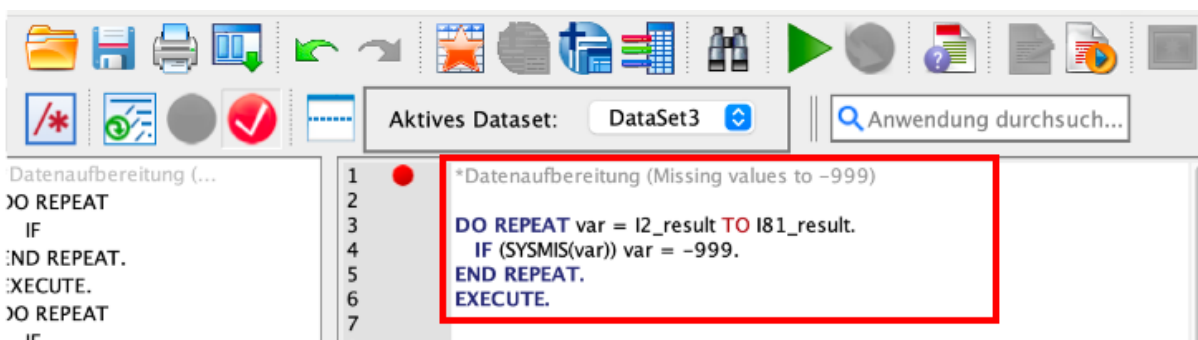 Aktives Dataset: DataSet3 Anwendung durchsuch...
Datenaufbereitung (...
DO REPEAT
IF
END REPEAT.
EXECUTE.
DO REPEAT
IF
1 *Datenaufbereitung (Missing values to -999)
2
3 DO REPEAT var = I2_result TO I81_result.
4 IF (SYSMIS(var)) var = -999.
5 END REPEAT.
6 EXECUTE.
7